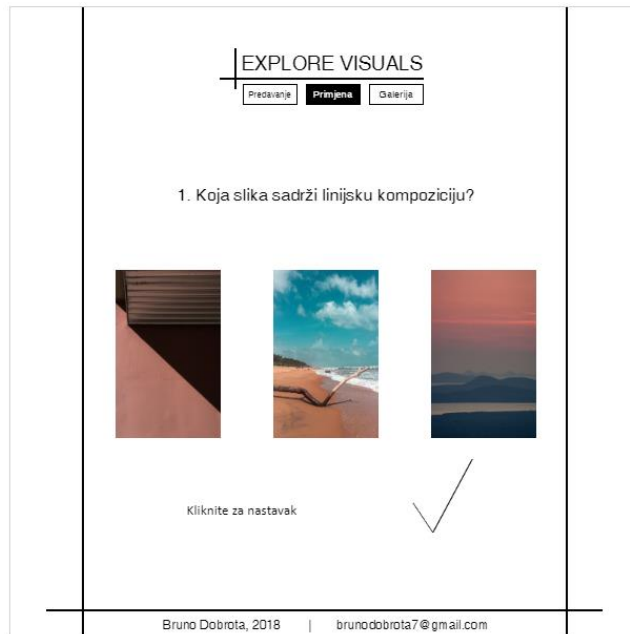 EXPLORE VISUALS
Predavanje Primjena Galerija
1. Koja slika sadrži linijsku kompoziciju?
Kliknite za nastavak
Bruno Dobrota, 2018 | brunodobrota7@gmail.com